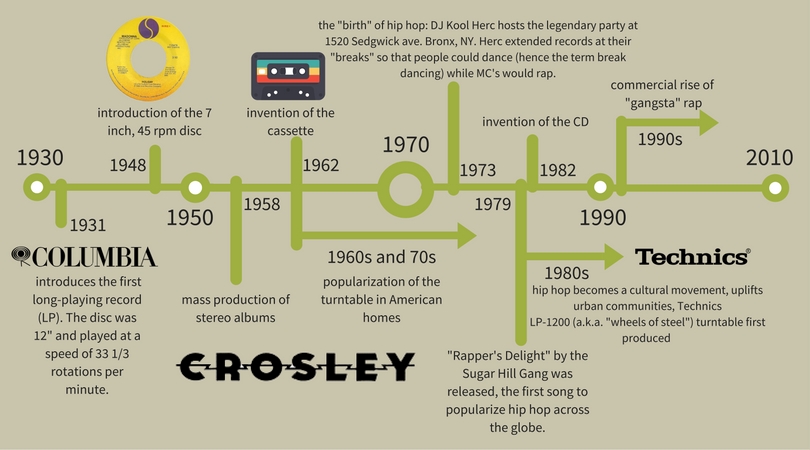 the "birth" of hip hop: DJ Kool Herc hosts the legendary party at
1520 Sedgwick ave. Bronx, NY. Herc extended records at their
"breaks" so that people could dance (hence the term break
dancing) while MC's would rap.
introduction of the 7
inch, 45 rpm disc
invention of the
cassette
invention of the CD
commercial rise of
"gangsta" rap
1990s
1930
1948
1962
1970
1973
1982
2010
1931
1950
1958
1979
1990
COLUMBIA
introduces the first
long-playing record
(LP). The disc was
12" and played at a
speed of 33 1/3
rotations per
minute.
mass production of
stereo albums
CROSLEY
1960s and 70s
popularization of the
turntable in American
homes
1980s
Technics
hip hop becomes a cultural movement, uplifts
urban communities, Technics
LP-1200 (a.k.a. "wheels of steel") turntable first
produced
"Rapper's Delight" by the
Sugar Hill Gang was
released, the first song to
popularize hip hop across
the globe.